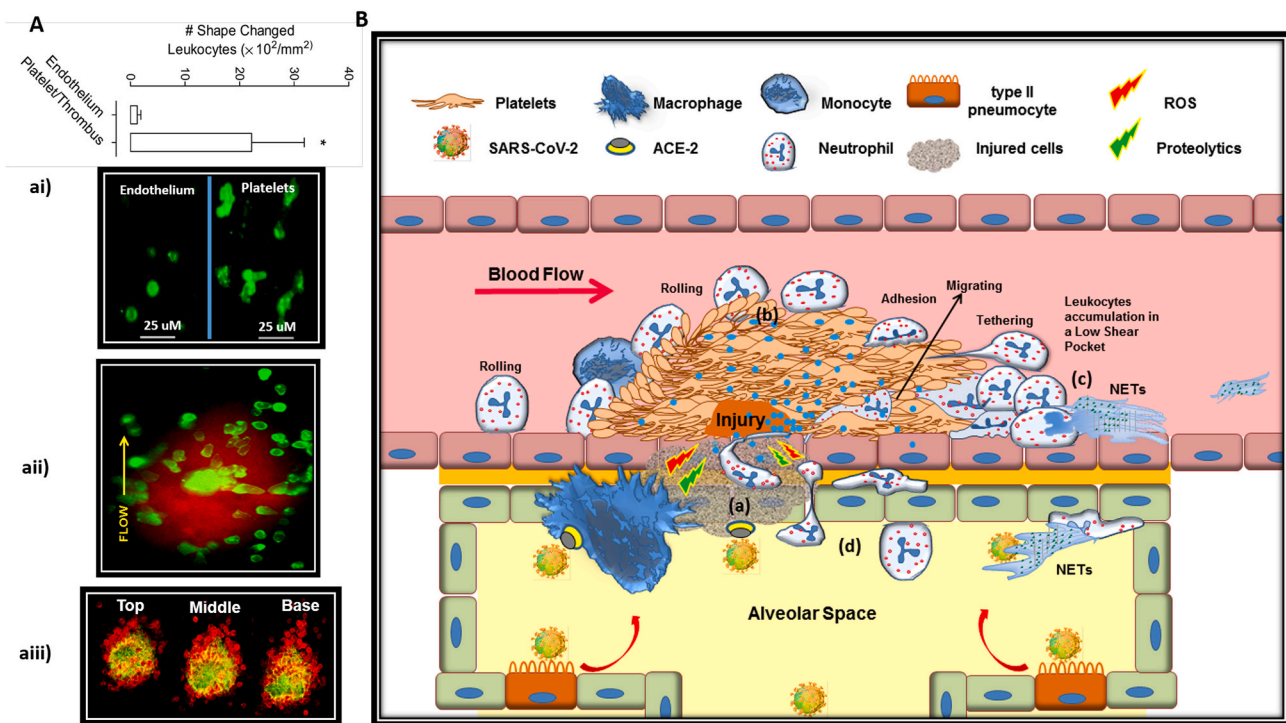 A
# Shape Changed
Leukocytes (× 10²/mm²)
0
10
20
30
40
Endothelium
Platelet/Thrombus
*
ai)
Endothelium
Platelets
25 uM
25 uM
aii)
FLOW
aiii)
Top
Middle
Base
B
Platelets
Macrophage
Monocyte
type II
pneumocyte
ROS
SARS-CoV-2
ACE-2
Neutrophil
Injured cells
Proteolytics
Blood Flow
Rolling
Rolling
(b)
Adhesion
Migrating
Tethering
Leukocytes
accumulation in
a Low Shear
Pocket
(c)
NETs
Injury
(a)
(d)
NETs
Alveolar Space